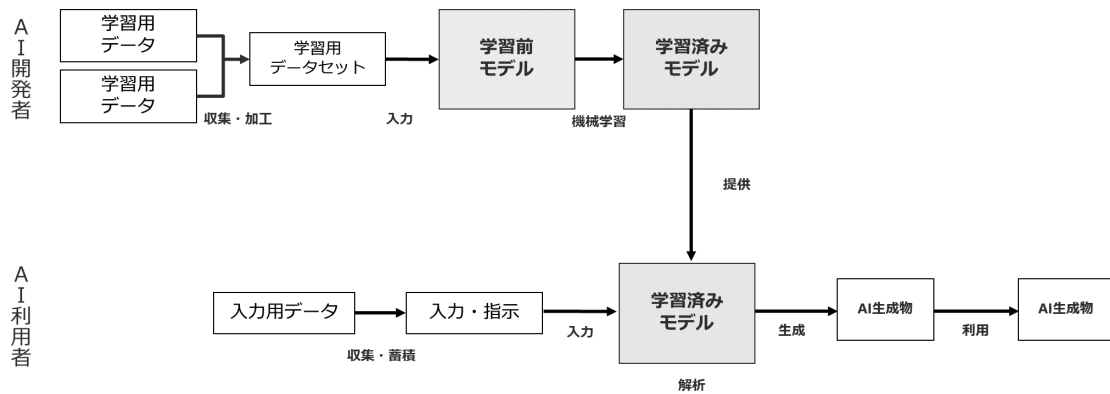 AI開発者
学習用
データ
学習用
データ
学習用
データセット
学習前
モデル
学習済み
モデル
収集・加工
入力
機械学習
提供
AI利用者
入力用データ
入力・指示
学習済み
モデル
AI生成物
AI生成物
収集・蓄積
入力
生成
利用
解析